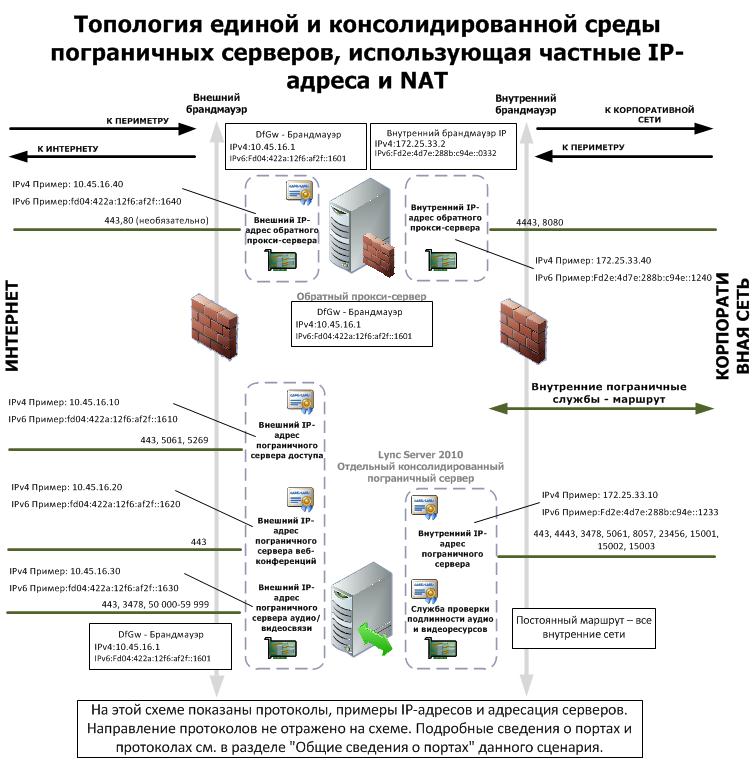 Топология единой и консолидированной среды
пограничных серверов, использующая частные IP-
адреса и NAT
Внешний
брандмауэр
Внутренний
брандмауэр
К ПЕРИМЕТРУ
К ИНТЕРНЕТУ
DfGw - Брандмауэр
IPv4:10.45.16.1
IPv6:Fd04:422a:12f6:af2f::1601
Внутренний брандмауэр IP
IPv4:172.25.33.2
IPv6:Fd2e:4d7e:288b:c94e::0332
К КОРПОРАТИВНОЙ
СЕТИ
К ПЕРИМЕТРУ
IPv4 Пример: 10.45.16.40
IPv6 Пример:fd04:422a:12f6:af2f::1640
443,80 (необязательно)
Внешний IP-
адрес обратного
прокси-сервера
Внутренний IP-
адрес обратного
прокси-сервера
4443, 8080
IPv4 Пример: 172.25.33.40
IPv6 Пример:Fd2e:4d7e:288b:c94e::1240
Обратный прокси-сервер
DfGw - Брандмауэр
IPv4:10.45.16.1
IPv6:Fd04:422a:12f6:af2f::1601
ИНТЕРНЕТ
КОРПОРАТИ
ВНАЯ СЕТЬ
Внутренние пограничные
службы - маршрут
IPv4 Пример: 10.45.16.10
IPv6 Пример:fd04:422a:12f6:af2f::1610
443, 5061, 5269
Внешний IP-
адрес
пограничного
сервера доступа
Lync Server 2010
Отдельный консолидированный
пограничный сервер
IPv4 Пример: 10.45.16.20
IPv6 Пример:fd04:422a:12f6:af2f::1620
443
Внешний IP-
адрес
пограничного
сервера веб-
конференций
IPv4 Пример: 172.25.33.10
IPv6 Пример:Fd2e:4d7e:288b:c94e::1233
443, 4443, 3478, 5061, 8057, 23456, 15001,
15002, 15003
Внутренний IP-
адрес
пограничного
сервера
IPv4 Пример: 10.45.16.30
IPv6 Пример:fd04:422a:12f6:af2f::1630
443, 3478, 50 000-59 999
Внешний IP-
адрес
пограничного
сервера аудио/
видеосвязи
Служба проверки
подлинности аудио
и видеоресурсов
DfGw - Брандмауэр
IPv4:10.45.16.1
IPv6:Fd04:422a:12f6:af2f::1601
Постоянный маршрут – все
внутренние сети
На этой схеме показаны протоколы, примеры IP-адресов и адресация серверов.
Направление протоколов не отражено на схеме. Подробные сведения о портах и
протоколах см. в разделе "Общие сведения о портах" данного сценария.